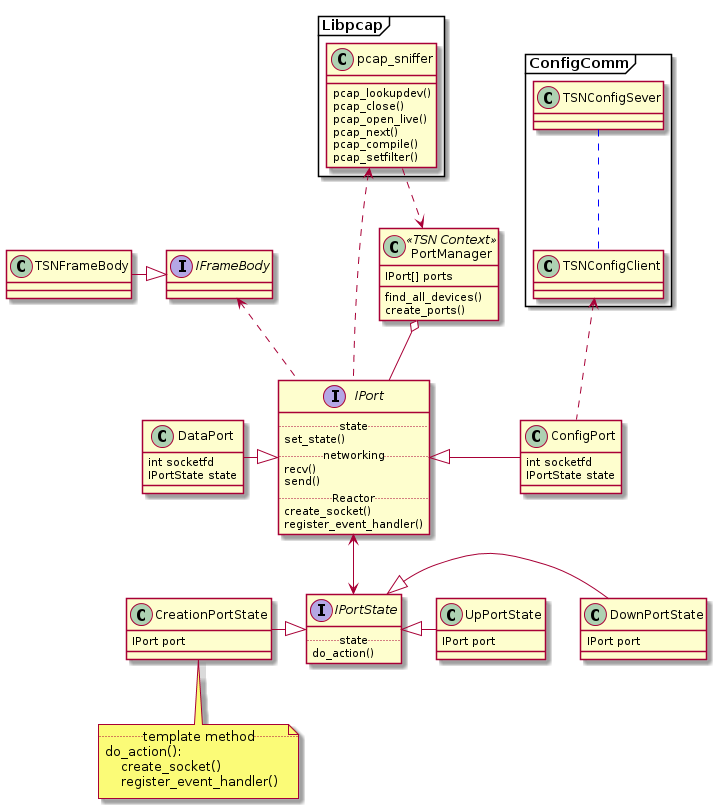 Libpcap
C pcap_sniffer
pcap_lookupdev()
pcap_close()
pcap_open_live()
pcap_next()
pcap_compile()
pcap_setfilter()
ConfigComm
C TSNConfigSever
C TSNConfigClient
C «TSN Context»
PortManager
IPort[] ports
find_all_devices()
create_ports()
C TSNFrameBody
I IFrameBody
I IPort
state
set_state()
networking
recv()
send()
Reactor
create_socket()
register_event_handler()
C DataPort
int socketfd
IPortState state
C ConfigPort
int socketfd
IPortState state
C CreationPortState
IPort port
I IPortState
state
do_action()
C UpPortState
IPort port
C DownPortState
IPort port
template method
do_action():
create_socket()
register_event_handler()